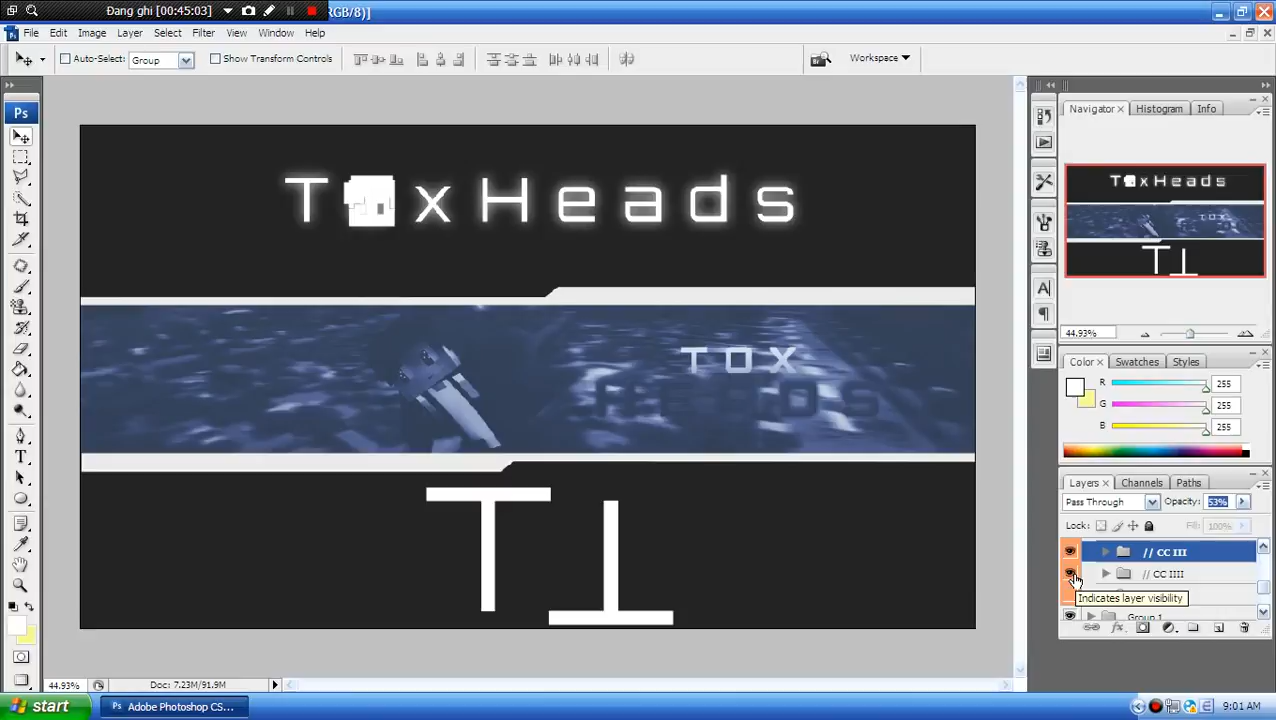 Đang ghi [00:45:03]
RGB/8)]
File Edit Image Layer Select Filter View Window Help
Auto-Select: Group Show Transform Controls Workspace
Ps
Navigator Histogram Info
ToxHeads
TOX
44.93%
Color Swatches Styles
R 255
G 255
B 255
Layers Channels Paths
Pass Through Opacity: 53%
Lock: Fill: 100%
// CC III
// CC IIII
Indicates layer visibility
Group 1
44.93% Doc: 7.23M/91.9M
start Ps Adobe Photoshop CS... 9:01 AM